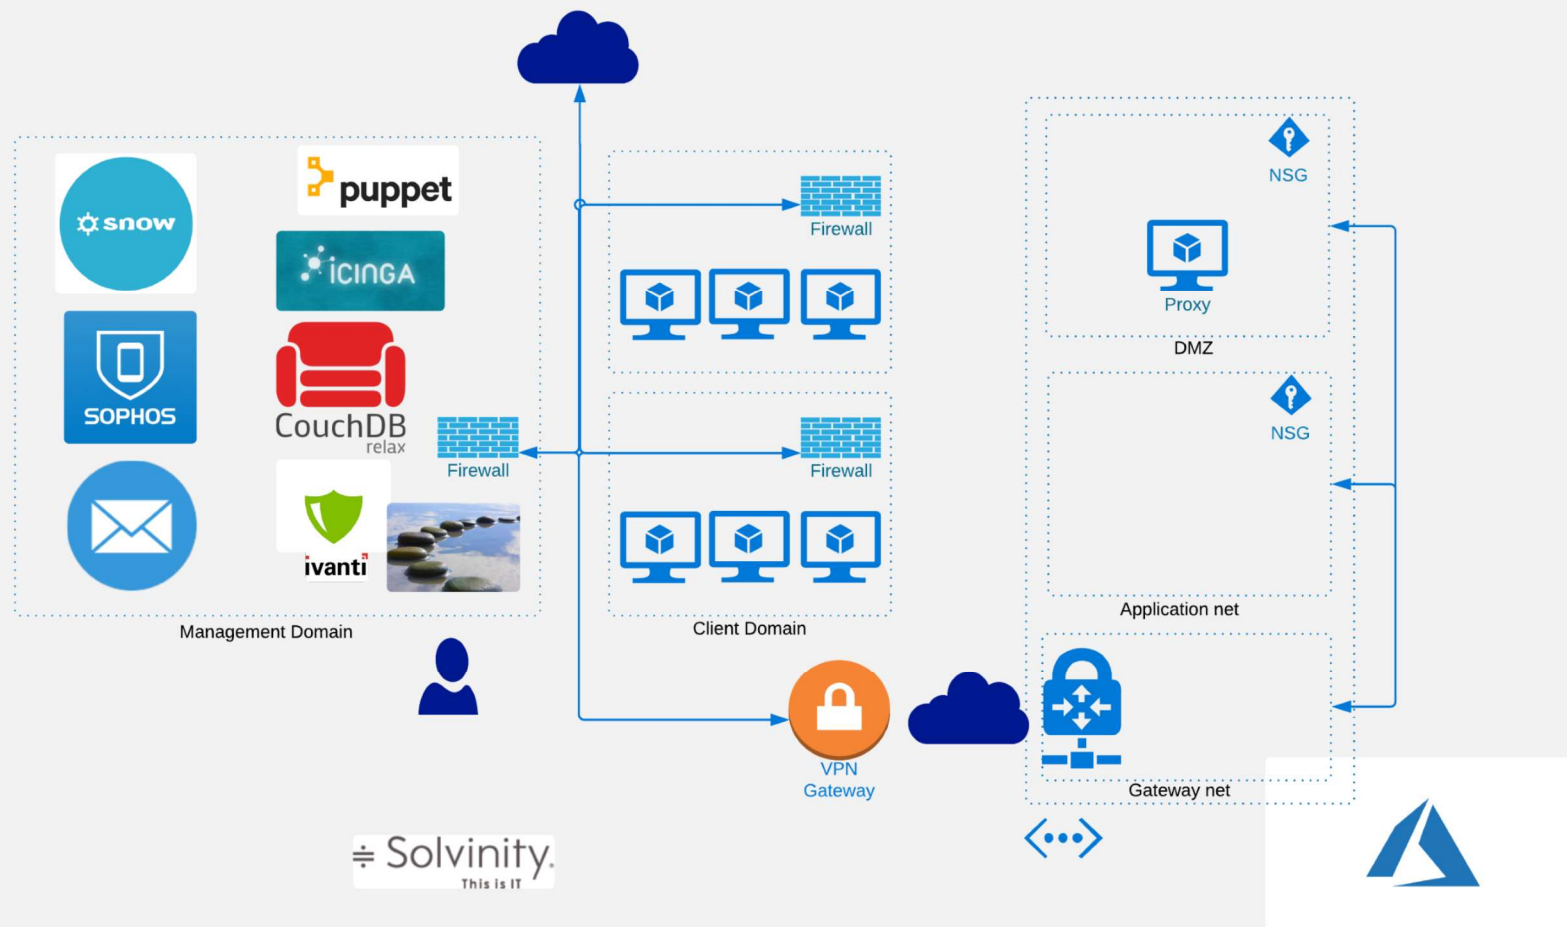 snow
puppet
ICINGA
SOPHOS
CouchDB
relax
Firewall
ivanti
Management Domain
Firewall
Firewall
Client Domain
VPN
Gateway
NSG
Proxy
DMZ
NSG
Application net
Gateway net
Solvinity.
This is IT